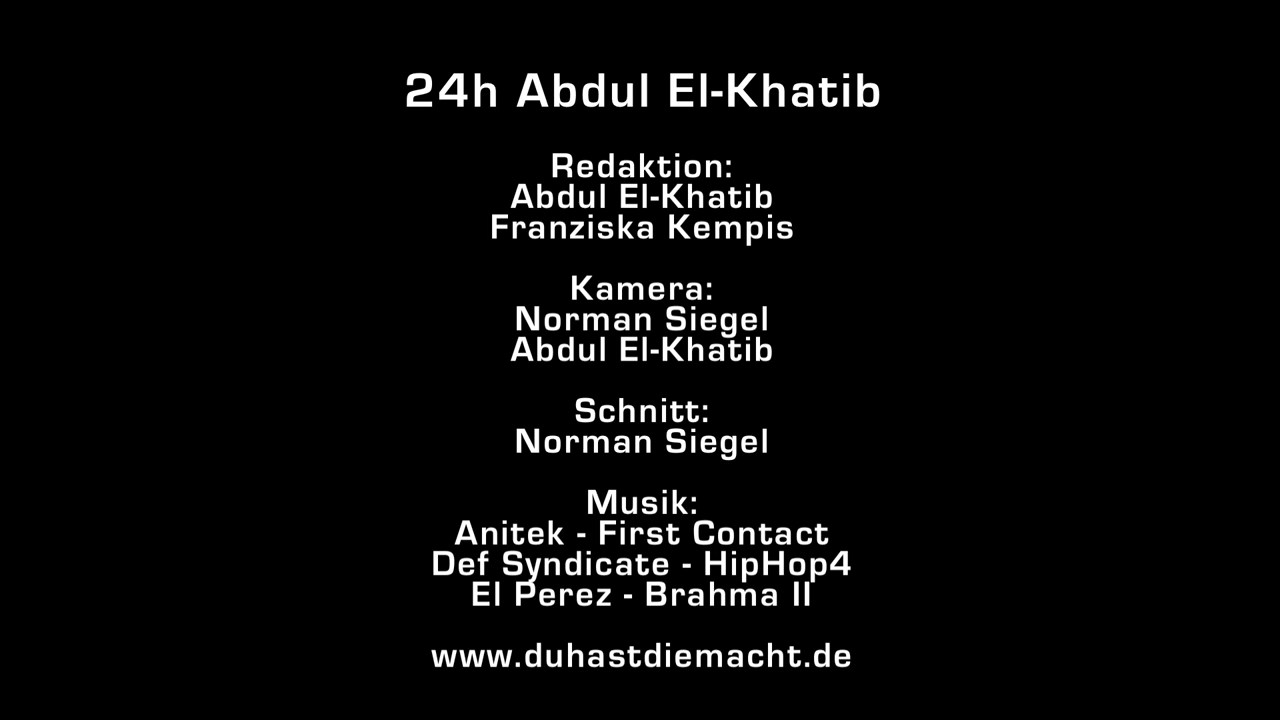 24h Abdul El-Khatib
Redaktion:
Abdul El-Khatib
Franziska Kempis
Kamera:
Norman Siegel
Abdul El-Khatib
Schnitt:
Norman Siegel
Musik:
Anitek - First Contact
Def Syndicate - HipHop4
El Perez - Brahma II
www.duhastdiemacht.de